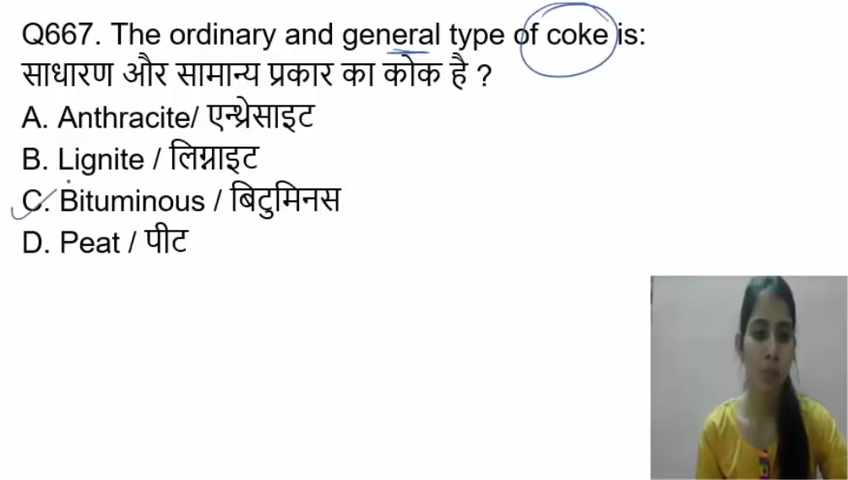 Q667. The ordinary and general type of coke is:
साधारण और सामान्य प्रकार का कोक है ?
A. Anthracite/ एन्थ्रेसाइट
B. Lignite / लिग्नाइट
C. Bituminous / बिटुमिनस
D. Peat / पीट